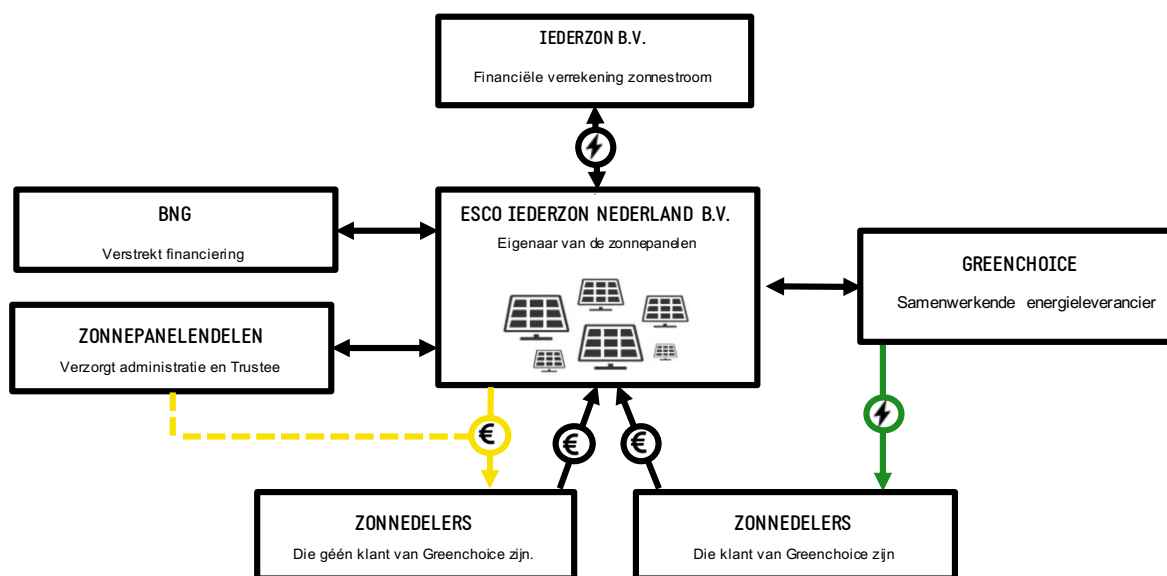 IEDERZON B.V.
Financiële verrekening zonnestroom
BNG
Verstrekt financiering
ESCO IEDERZON NEDERLAND B.V.
Eigenaar van de zonnepanelen
GREENCHOICE
Samenwerkende energieleverancier
ZONNEPANELENDELEN
Verzorgt administratie en Trustee
€
€
€
ZONNEDELERS
Die géén klant van Greenchoice zijn.
ZONNEDELERS
Die klant van Greenchoice zijn